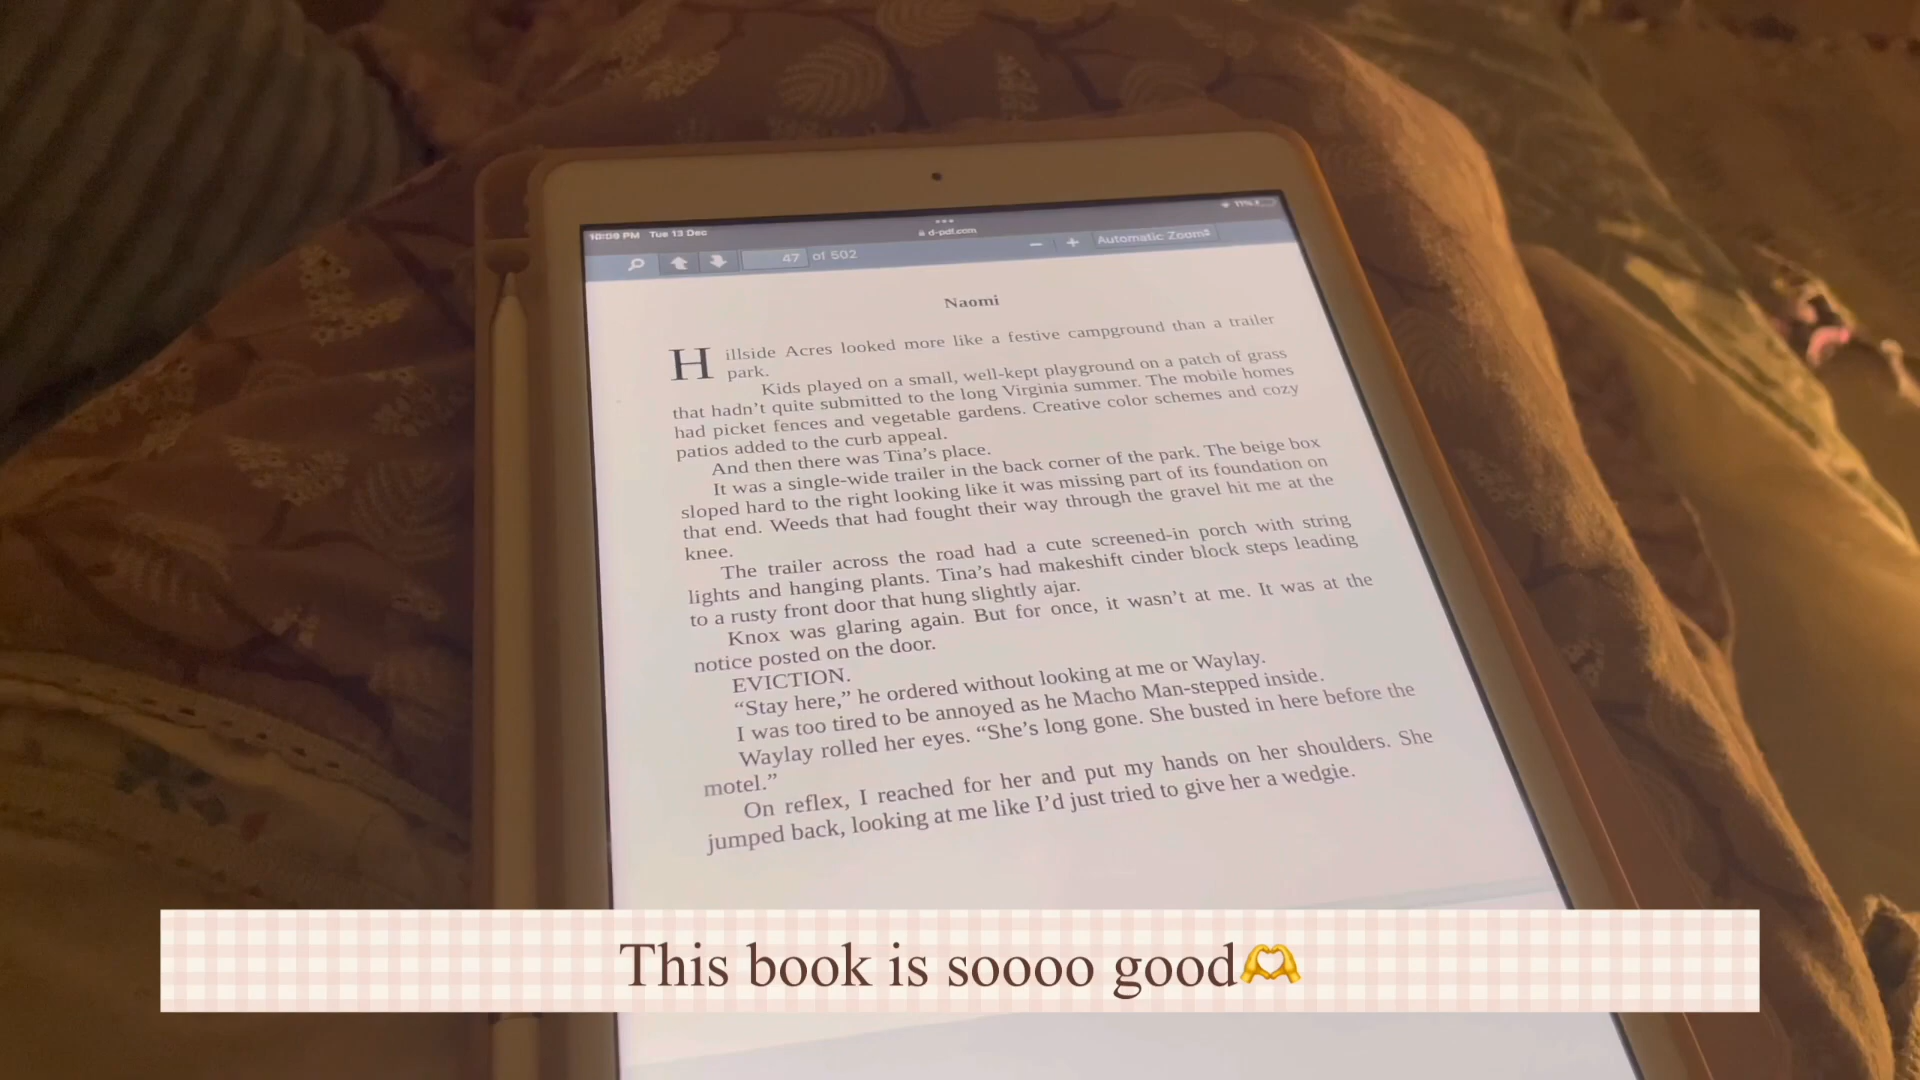 10:09 PM Tue 13 Dec
d-pdf.com
11%
47 of 502
Automatic Zoom
Naomi
Hillside Acres looked more like a festive campground than a trailer
park.
Kids played on a small, well-kept playground on a patch of grass
that hadn’t quite submitted to the long Virginia summer. The mobile homes
had picket fences and vegetable gardens. Creative color schemes and cozy
patios added to the curb appeal.
And then there was Tina’s place.
It was a single-wide trailer in the back corner of the park. The beige box
sloped hard to the right looking like it was missing part of its foundation on
that end. Weeds that had fought their way through the gravel hit me at the
knee.
The trailer across the road had a cute screened-in porch with string
lights and hanging plants. Tina’s had makeshift cinder block steps leading
to a rusty front door that hung slightly ajar.
Knox was glaring again. But for once, it wasn’t at me. It was at the
notice posted on the door.
EVICTION.
“Stay here,” he ordered without looking at me or Waylay.
I was too tired to be annoyed as he Macho Man-stepped inside.
Waylay rolled her eyes. “She’s long gone. She busted in here before the
motel.”
On reflex, I reached for her and put my hands on her shoulders. She
jumped back, looking at me like I’d just tried to give her a wedgie.
This book is soooo good🫶